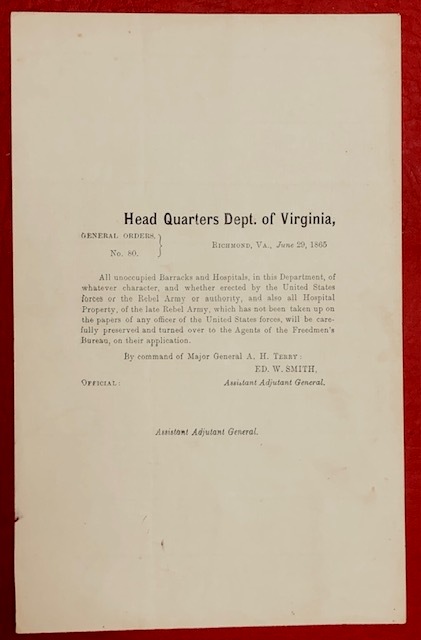 Head Quarters Dept. of Virginia,
GENERAL ORDERS, }
No. 80.
RICHMOND, VA., June 29, 1865
All unoccupied Barracks and Hospitals, in this Department, of
whatever character, and whether erected by the United States
forces or the Rebel Army or authority, and also all Hospital
Property, of the late Rebel Army, which has not been taken up on
the papers of any officer of the United States forces, will be care-
fully preserved and turned over to the Agents of the Freedmen's
Bureau, on their application.
By command of Major General A. H. TERRY:
ED. W. SMITH,
OFFICIAL: Assistant Adjutant General.
Assistant Adjutant General.